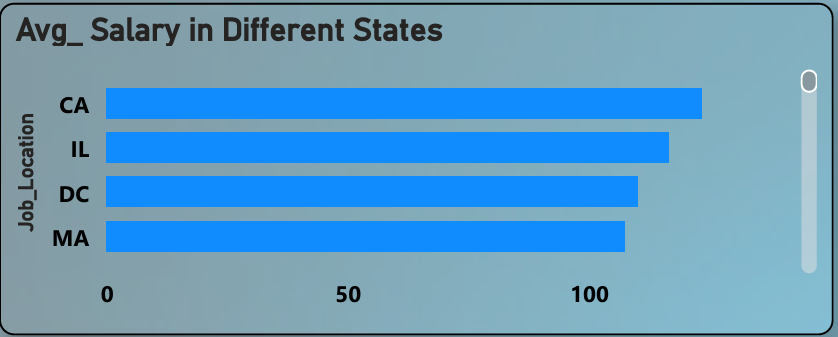 Avg_ Salary in Different States
Job_Location
CA
IL
DC
MA
0 50 100